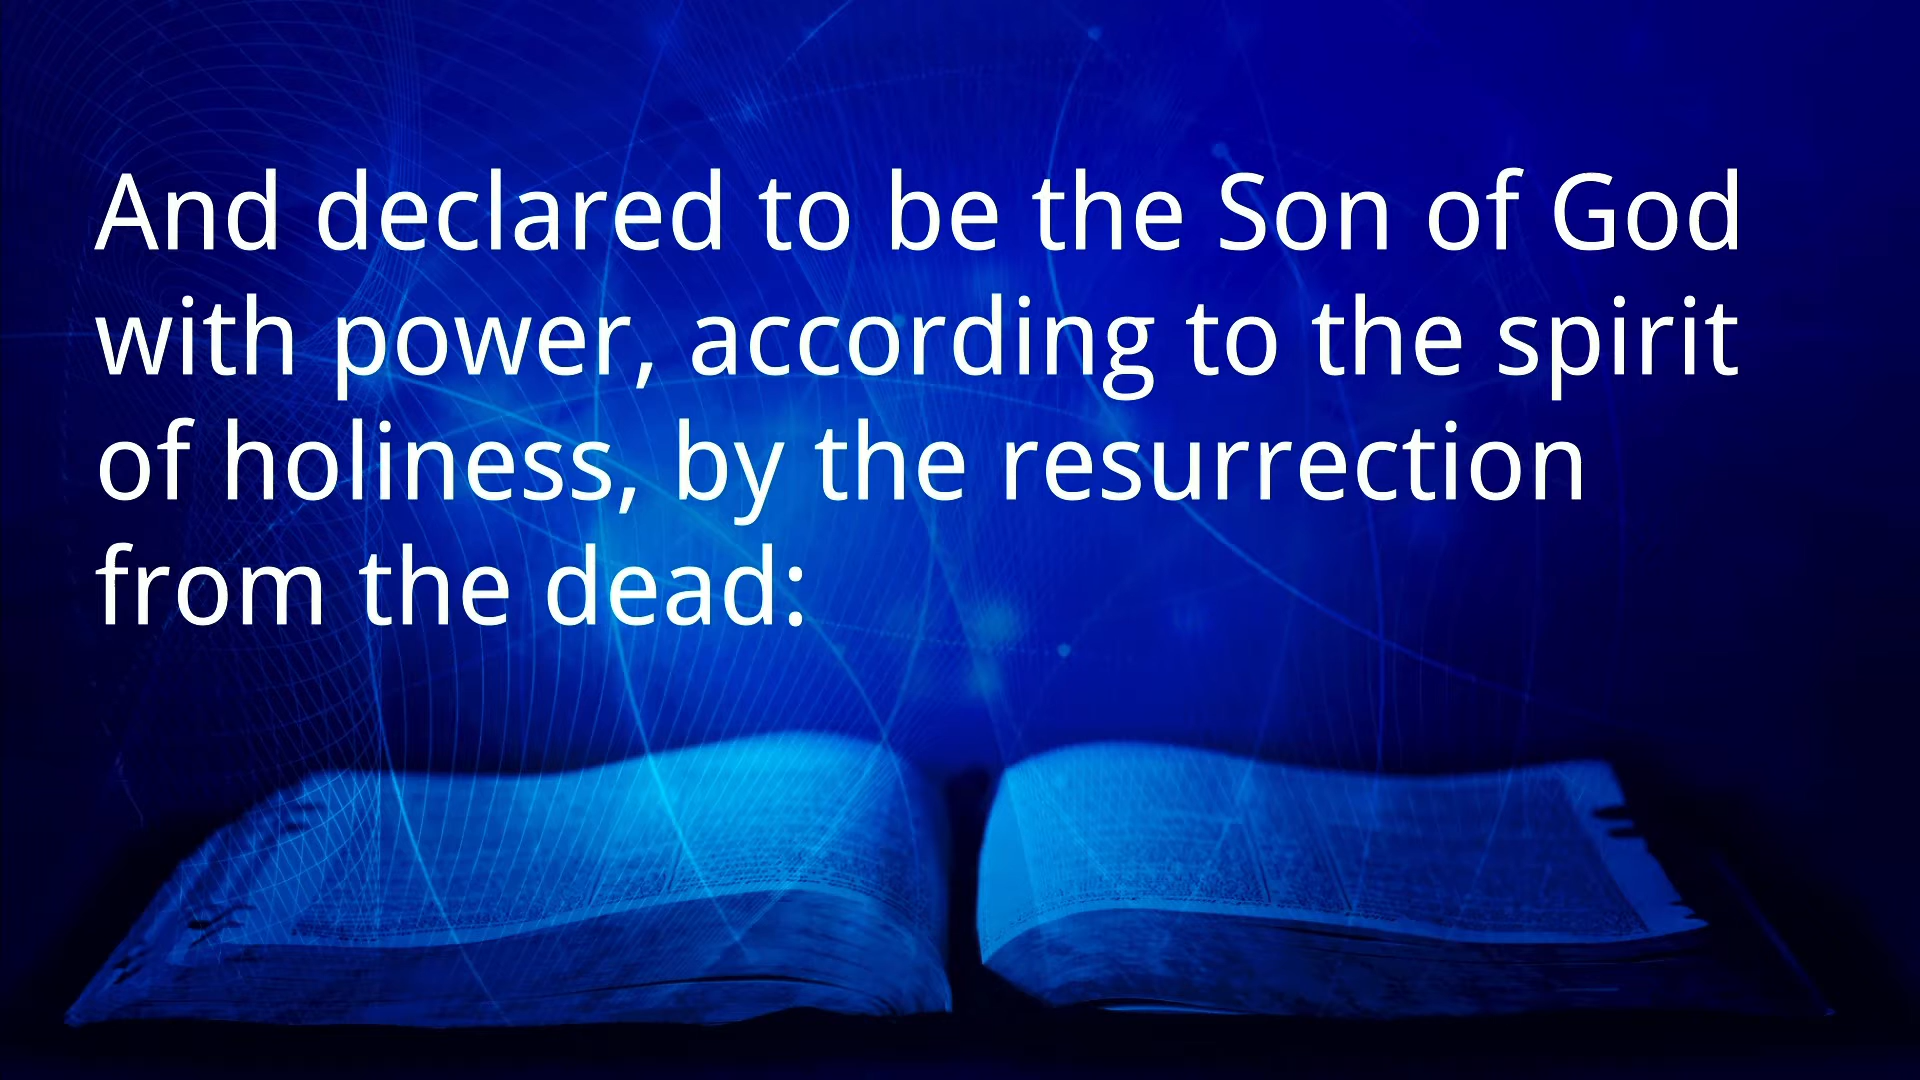 And declared to be the Son of God
with power, according to the spirit
of holiness, by the resurrection
from the dead: